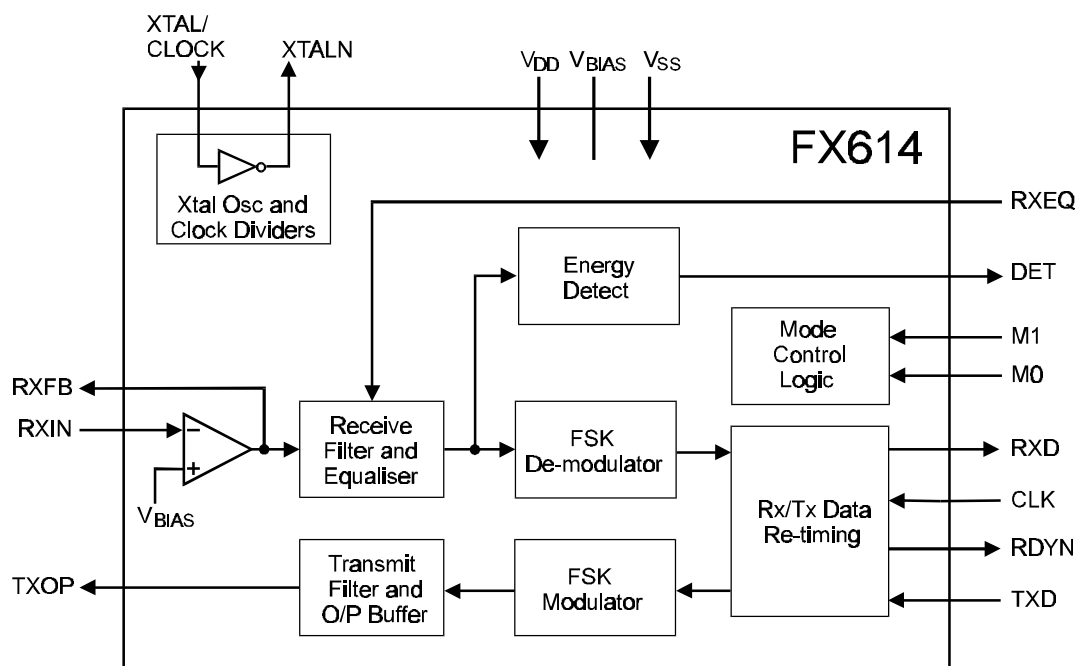 XTAL/
CLOCK
XTALN
VDD VBIAS VSS
FX614
Xtal Osc and
Clock Dividers
RXEQ
Energy
Detect
DET
Mode
Control
Logic
M1
M0
RXFB
RXIN
−
+
VBIAS
Receive
Filter and
Equaliser
FSK
De-modulator
Rx/Tx Data
Re-timing
RXD
CLK
RDYN
TXD
TXOP
Transmit
Filter and
O/P Buffer
FSK
Modulator